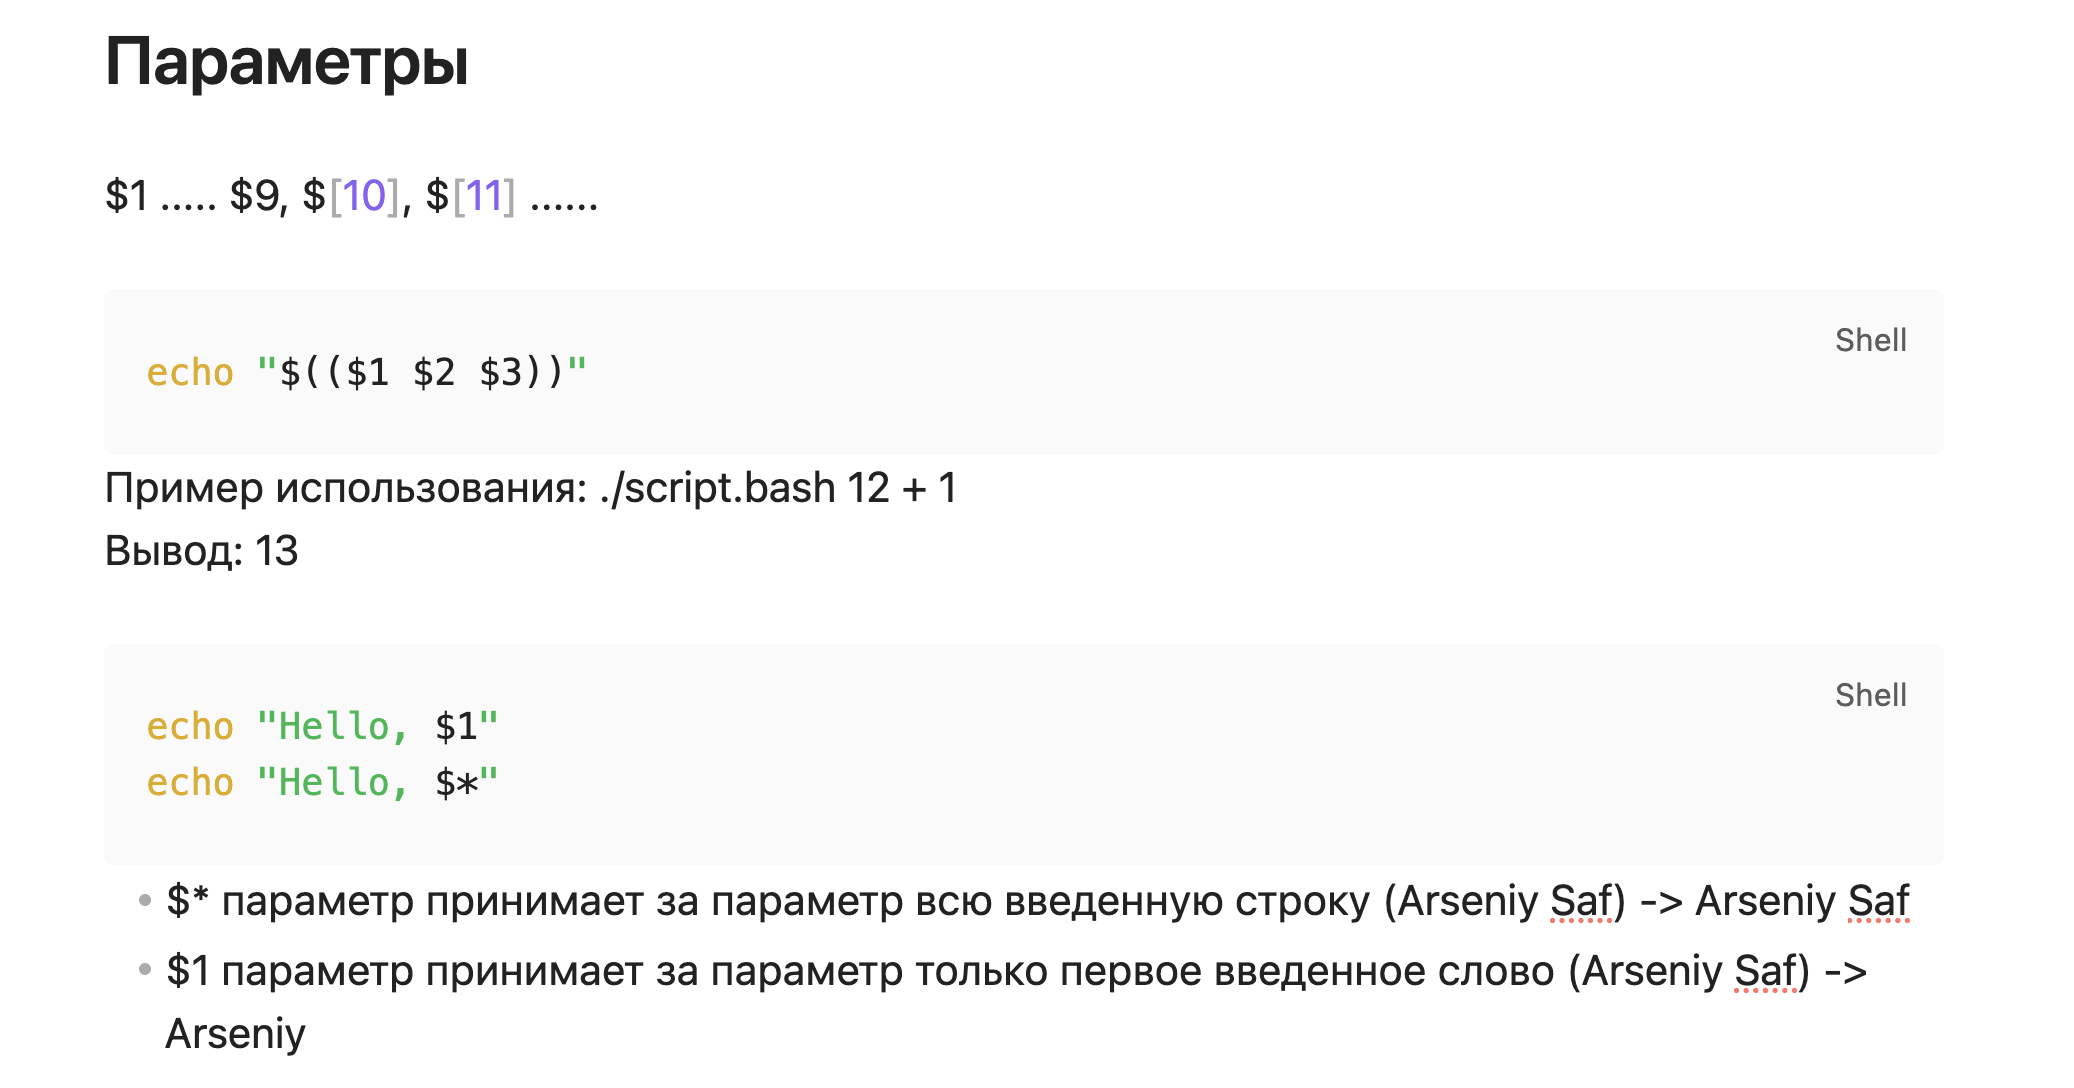 Параметры
$1 ..... $9, $[10], $[11] ......
Shell
echo "$(($1 $2 $3))"
Пример использования: ./script.bash 12 + 1
Вывод: 13
Shell
echo "Hello, $1"
echo "Hello, $*"
• $* параметр принимает за параметр всю введенную строку (Arseniy Saf) -> Arseniy Saf
• $1 параметр принимает за параметр только первое введенное слово (Arseniy Saf) ->
Arseniy